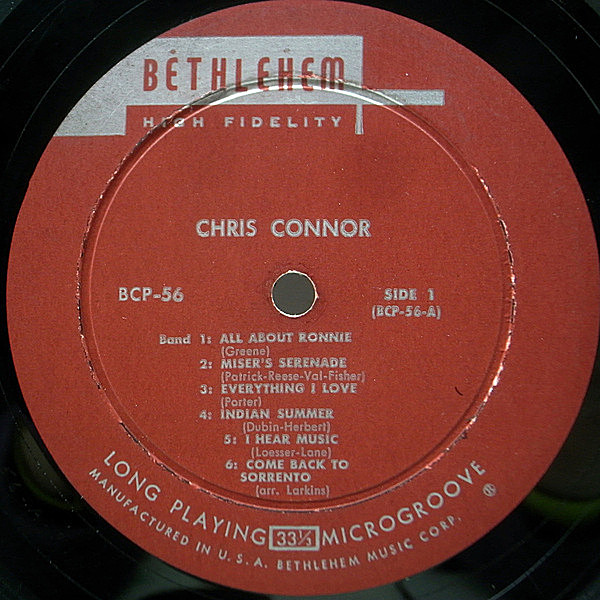 BETHLEHEM
HIGH FIDELITY
CHRIS CONNOR
BCP-56
SIDE 1
(BCP-56-A)
Band 1: ALL ABOUT RONNIE
(Greene)
2: MISER'S SERENADE
(Patrick-Reese-Val-Fisher)
3: EVERYTHING I LOVE
(Porter)
4: INDIAN SUMMER
(Dubin-Herbert)
5: I HEAR MUSIC
(Loesser-Lane)
6: COME BACK TO
SORRENTO
(arr. Larkins)
LONG PLAYING 33⅓ MICROGROOVE ®
MANUFACTURED IN U.S.A. BETHLEHEM MUSIC CORP.